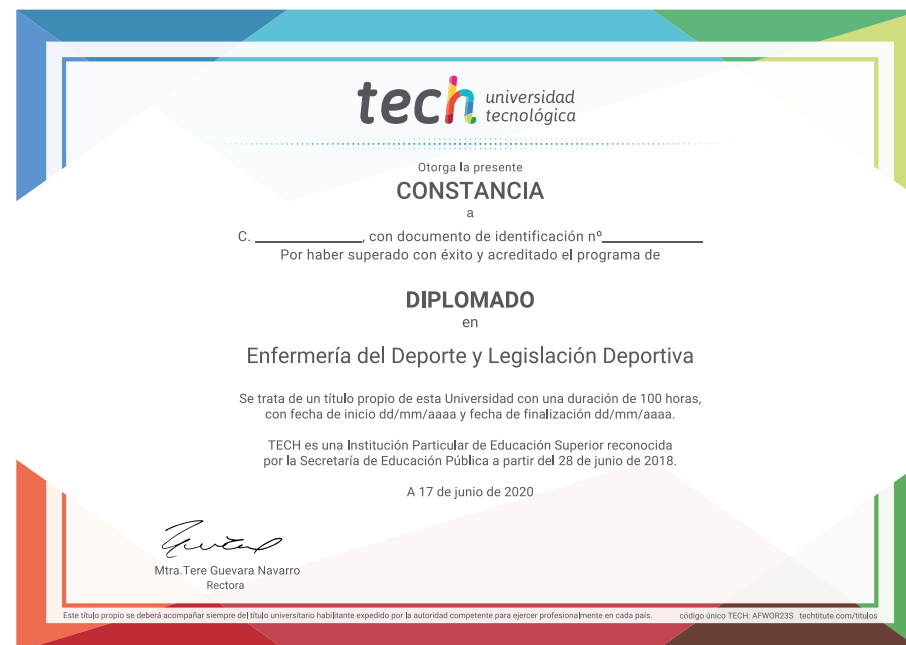 tech universidad
tecnológica
Otorga la presente
CONSTANCIA
a
C. ______________, con documento de identificación nº_____________
Por haber superado con éxito y acreditado el programa de
DIPLOMADO
en
Enfermería del Deporte y Legislación Deportiva
Se trata de un título propio de esta Universidad con una duración de 100 horas,
con fecha de inicio dd/mm/aaaa y fecha de finalización dd/mm/aaaa.
TECH es una Institución Particular de Educación Superior reconocida
por la Secretaría de Educación Pública a partir del 28 de junio de 2018.
A 17 de junio de 2020
Mtra.Tere Guevara Navarro
Rectora
Este título propio se deberá acompañar siempre del título universitario habilitante expedido por la autoridad competente para ejercer profesionalmente en cada país. código único TECH: AFWOR23S techtitute.com/titulos